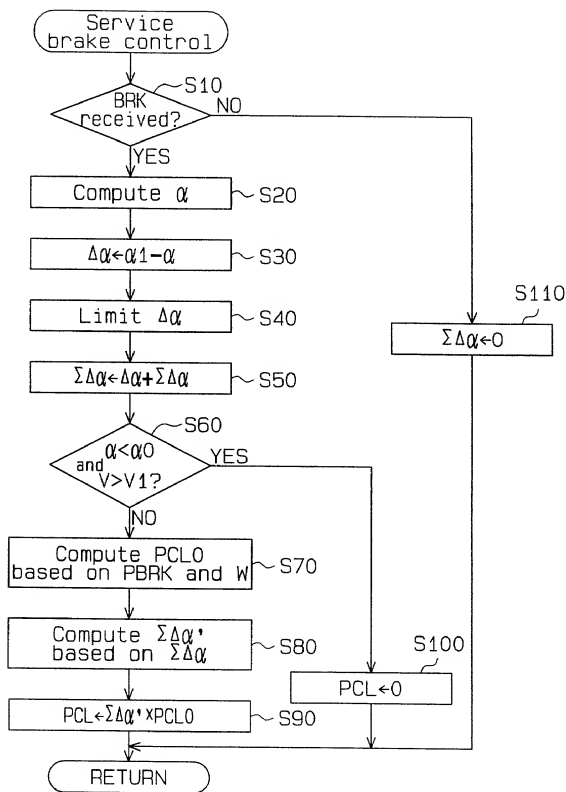 Service
brake control
S10
BRK
received?
NO
YES
Compute α
S20
Δα←α1-α
S30
Limit Δα
S40
S110
ΣΔα←0
ΣΔα←Δα+ΣΔα
S50
S60
α<α0
and
V>V1?
YES
NO
Compute PCL0
based on PBRK and W
S70
Compute ΣΔα'
based on ΣΔα
S80
S100
PCL←0
PCL←ΣΔα'×PCL0
S90
RETURN